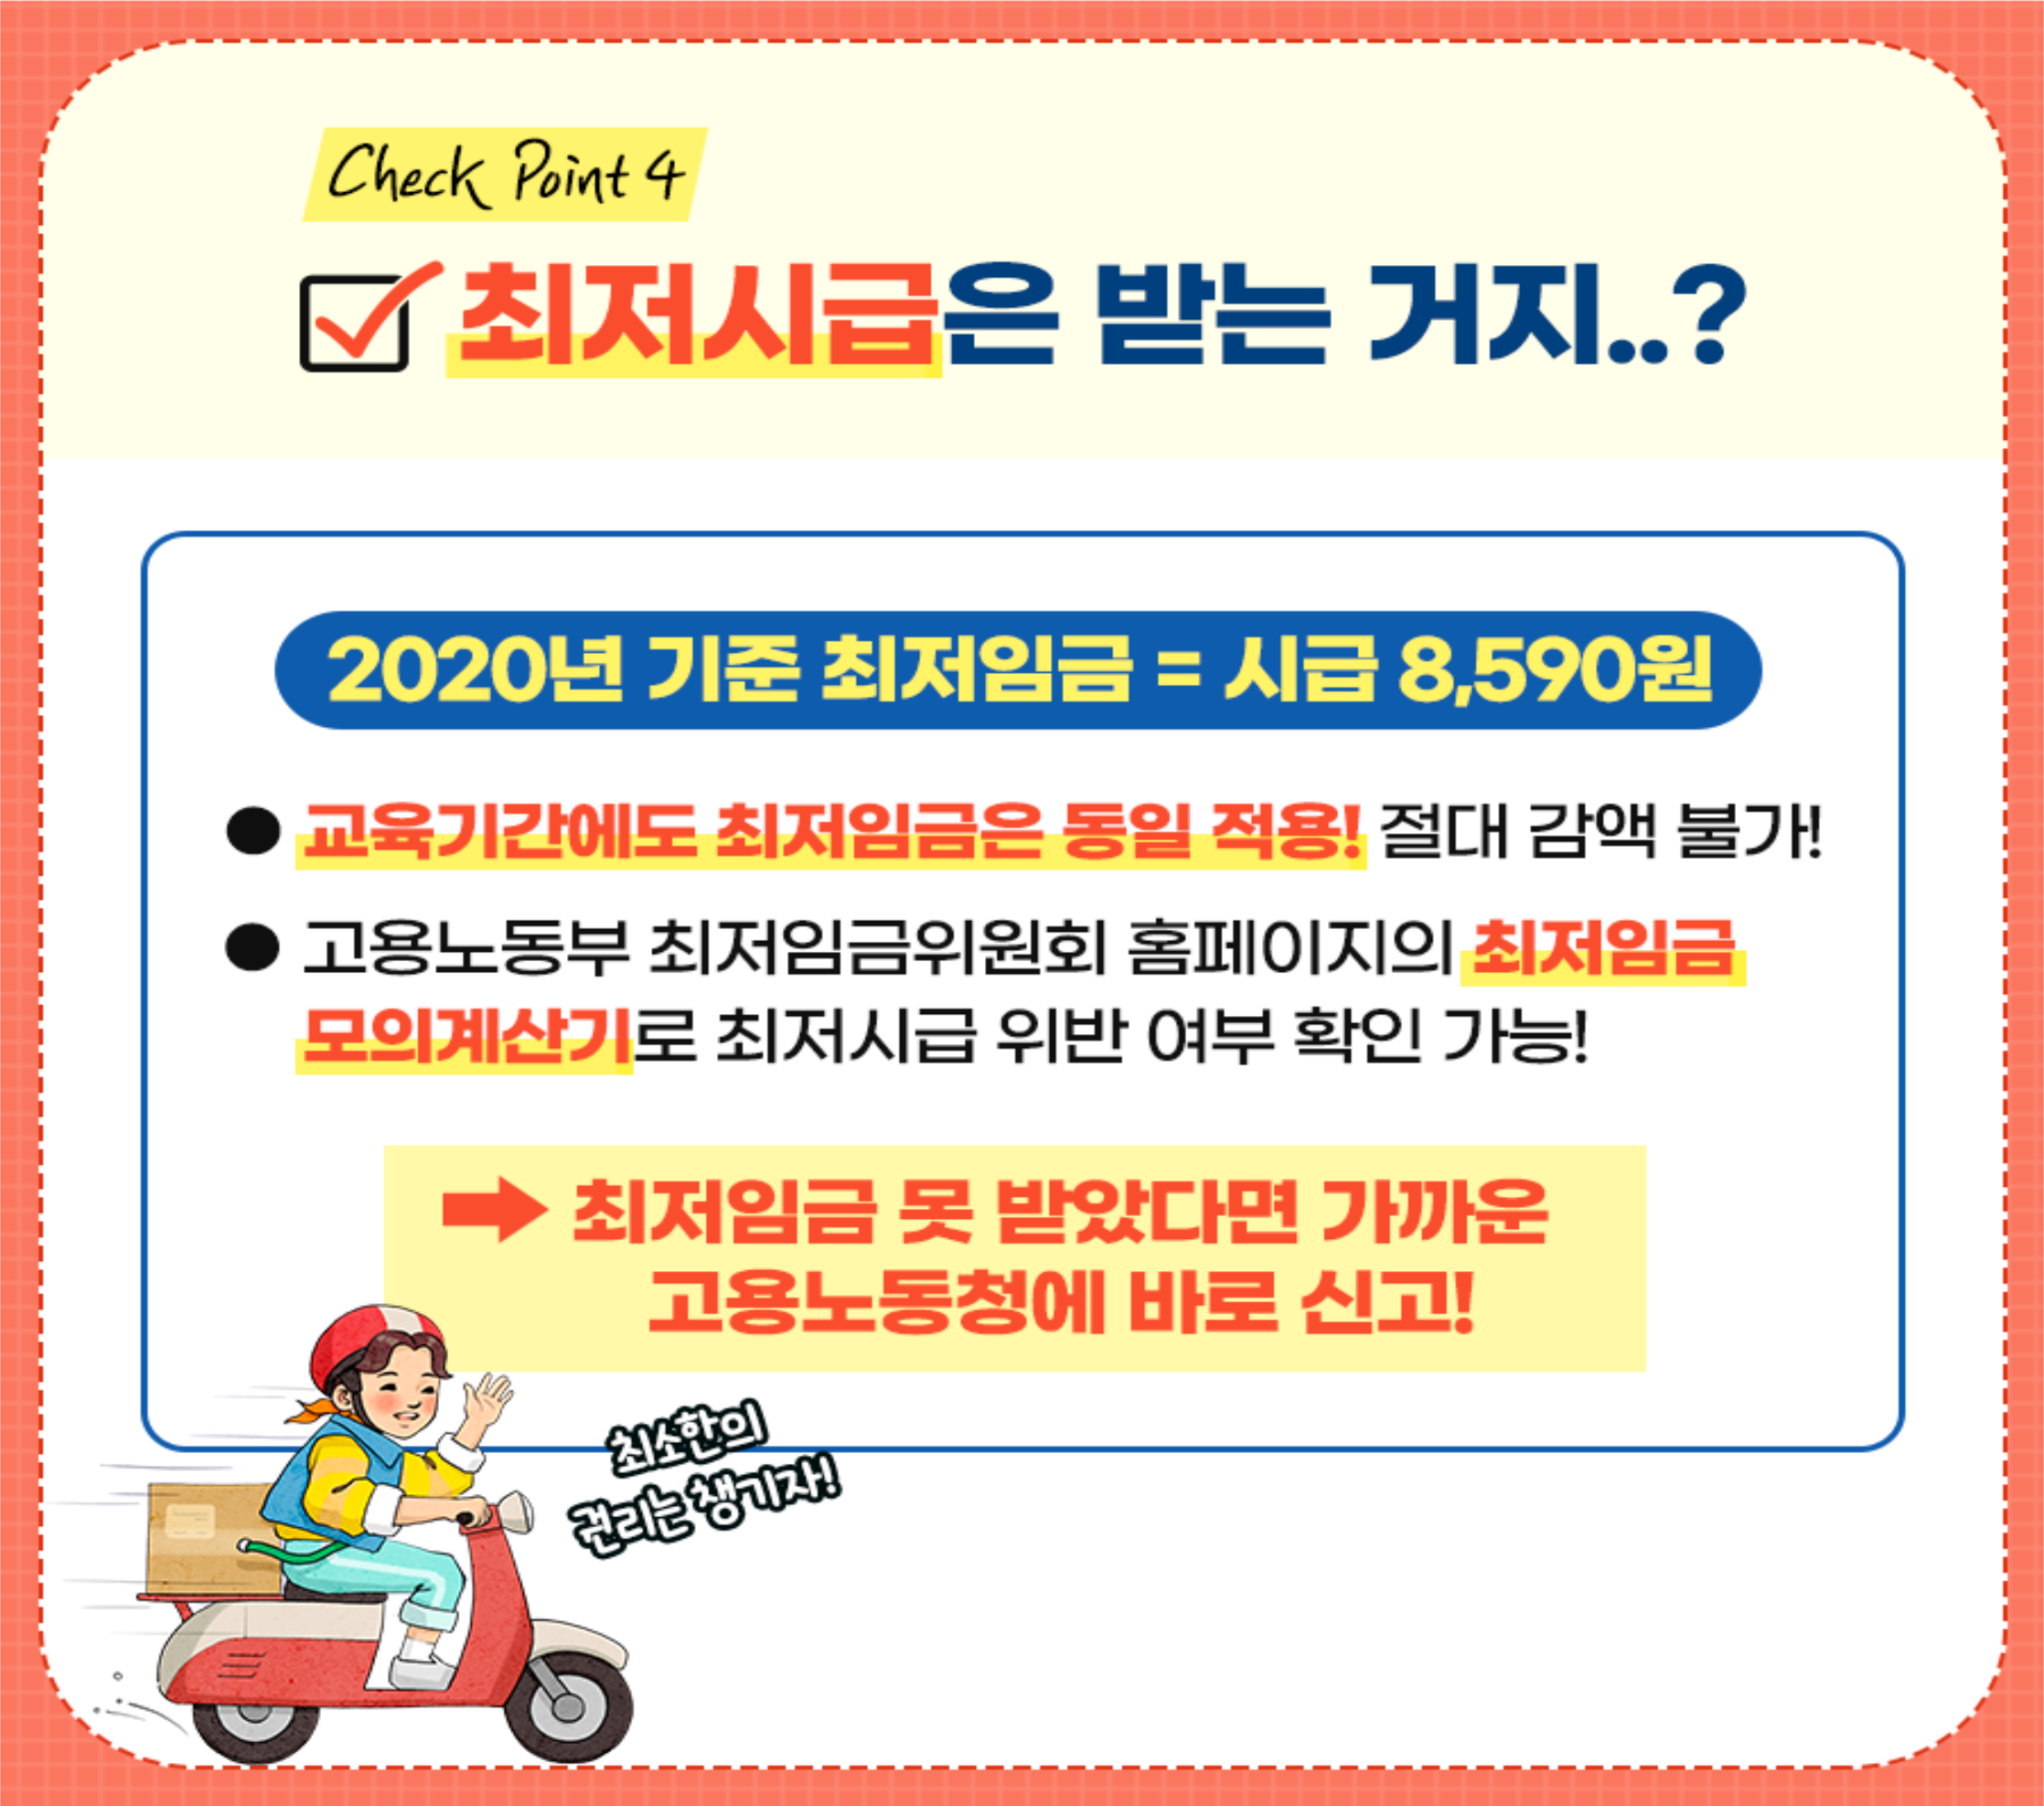 Check Point 4
최저시급은 받는 거지..?
2020년 기준 최저임금 = 시급 8,590원
● 교육기간에도 최저임금은 동일 적용! 절대 감액 불가!
● 고용노동부 최저임금위원회 홈페이지의 최저임금
모의계산기로 최저시급 위반 여부 확인 가능!
➡ 최저임금 못 받았다면 가까운
고용노동청에 바로 신고!
최소한의
권리는 챙기자!